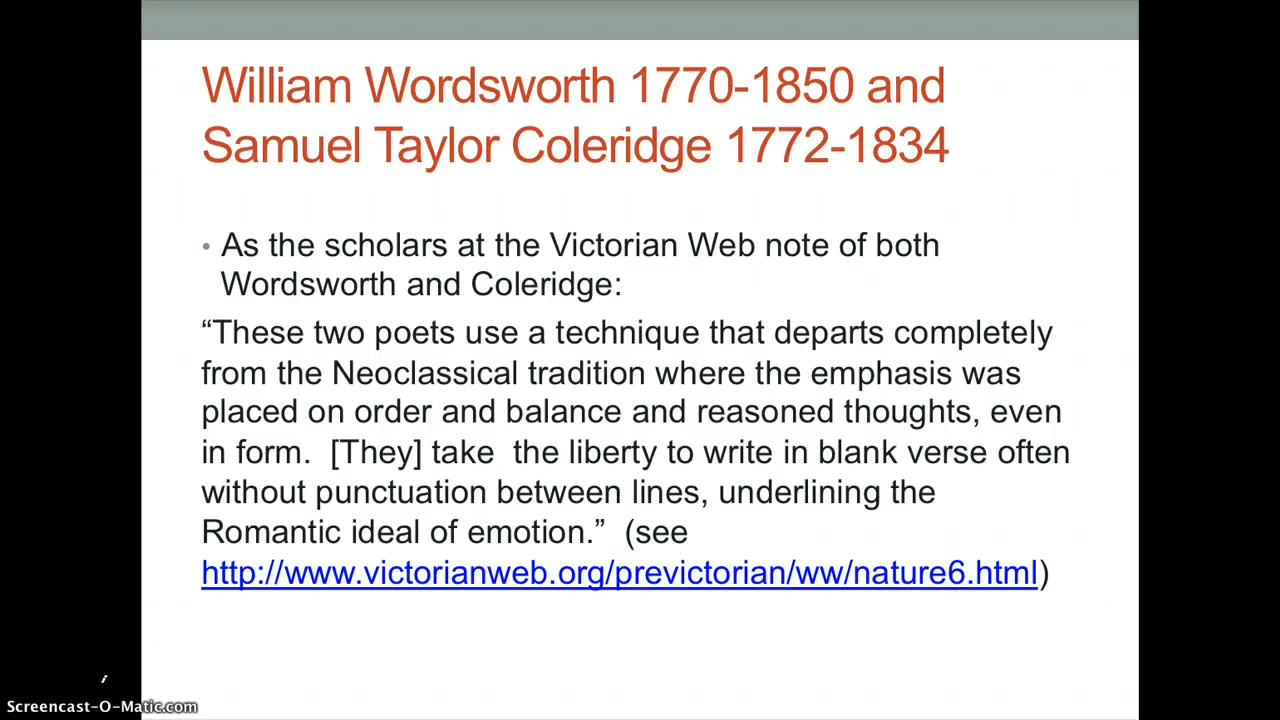 William Wordsworth 1770-1850 and
Samuel Taylor Coleridge 1772-1834
• As the scholars at the Victorian Web note of both
Wordsworth and Coleridge:
“These two poets use a technique that departs completely
from the Neoclassical tradition where the emphasis was
placed on order and balance and reasoned thoughts, even
in form.  [They] take  the liberty to write in blank verse often
without punctuation between lines, underlining the
Romantic ideal of emotion.”  (see
http://www.victorianweb.org/previctorian/ww/nature6.html)
Screencast-O-Matic.com